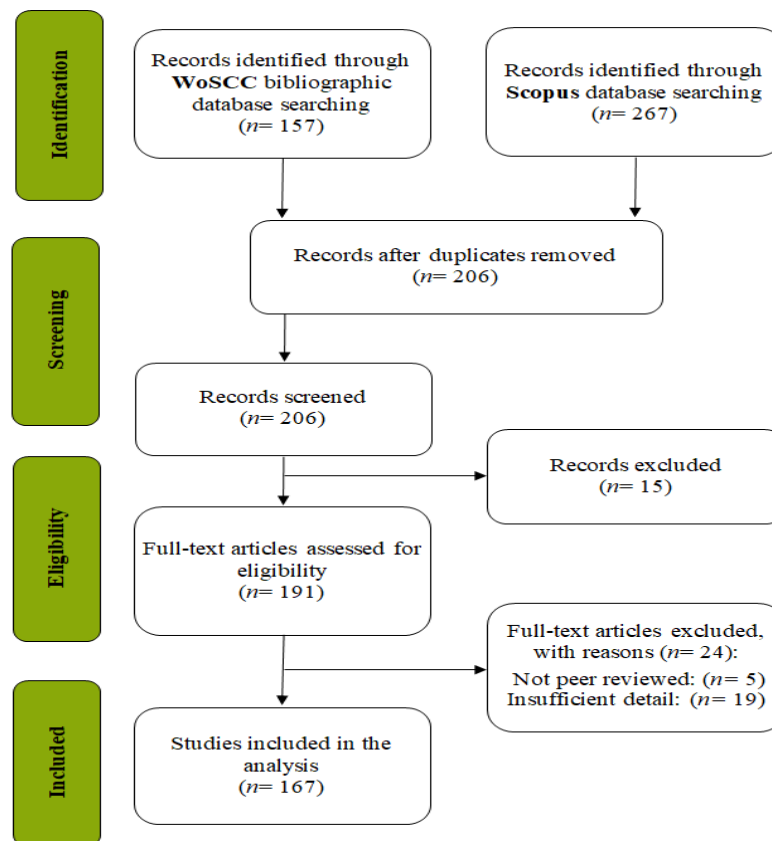 Identification
Records identified through
WoSCC bibliographic
database searching
(n= 157)
Records identified through
Scopus database searching
(n= 267)
Screening
Records after duplicates removed
(n= 206)
Records screened
(n= 206)
Records excluded
(n= 15)
Eligibility
Full-text articles assessed for
eligibility
(n= 191)
Full-text articles excluded,
with reasons (n= 24):
Not peer reviewed: (n= 5)
Insufficient detail: (n= 19)
Included
Studies included in the
analysis
(n= 167)